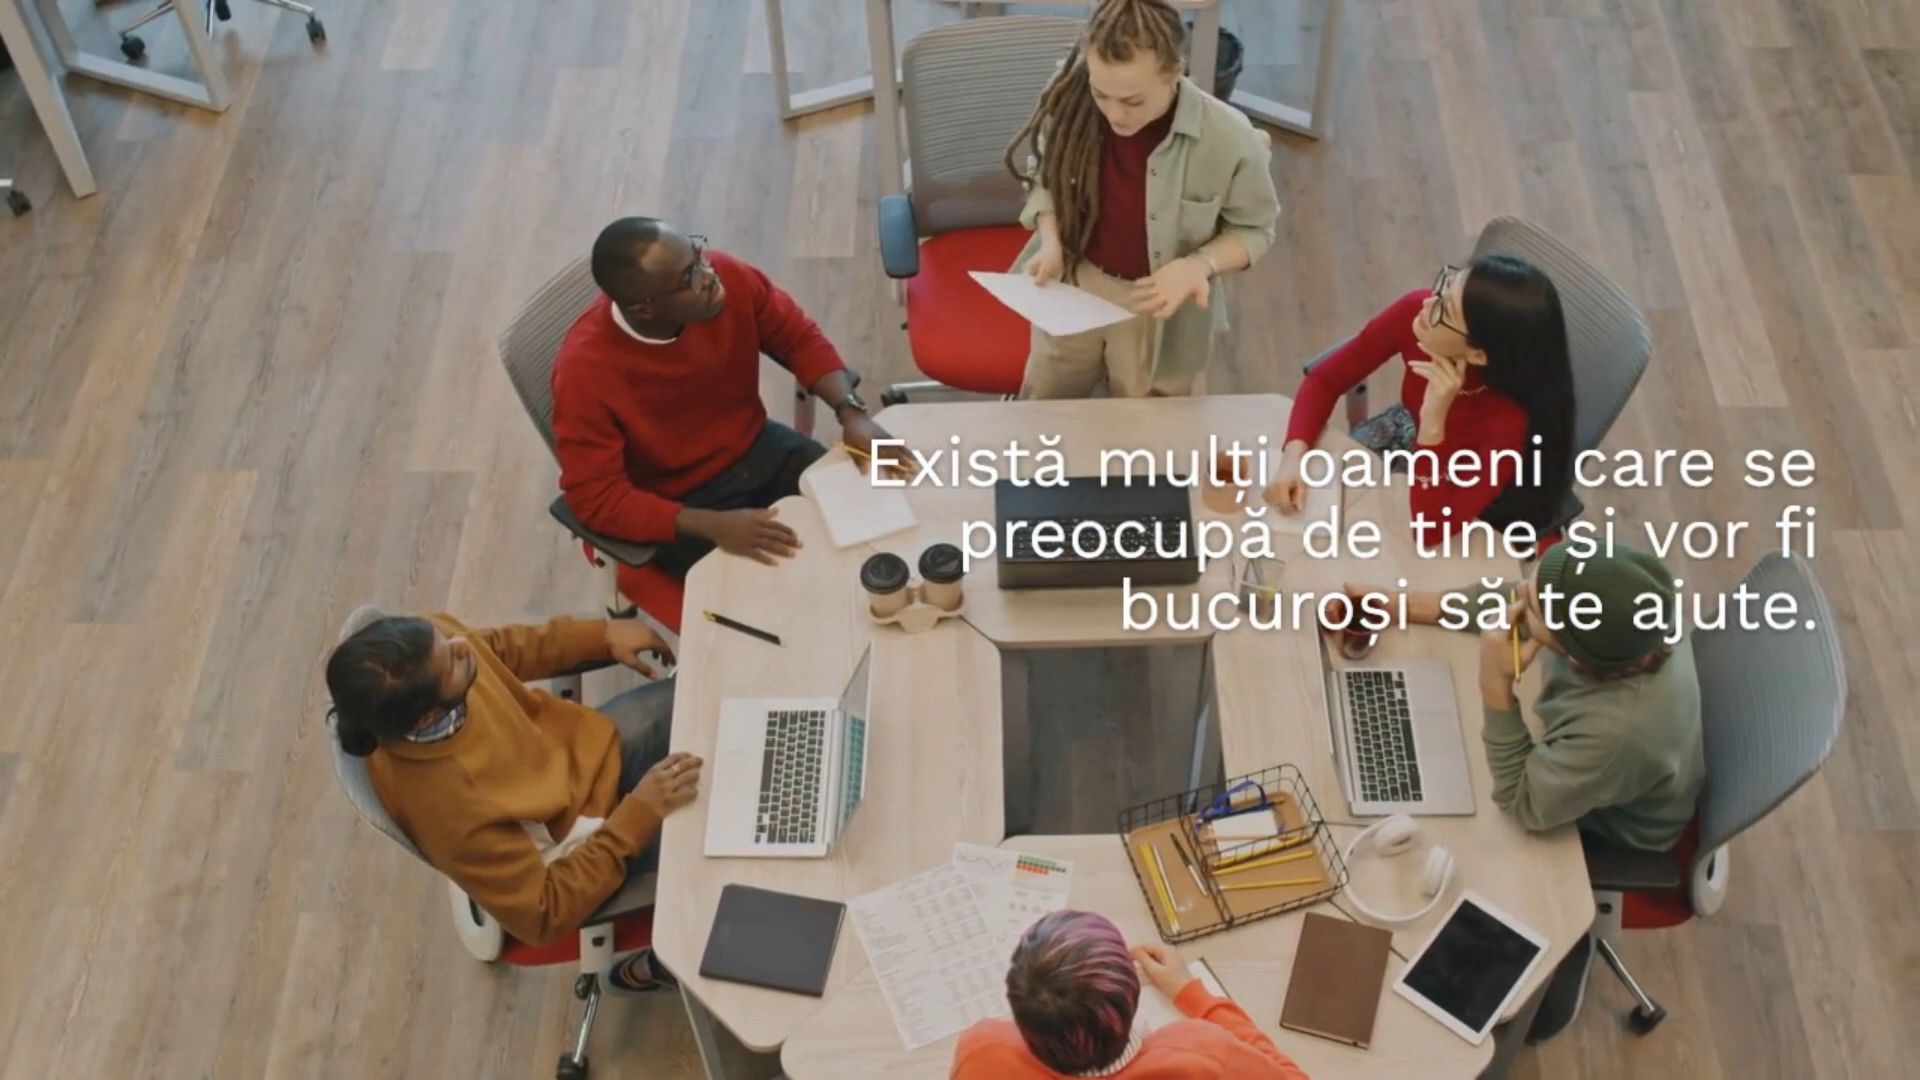 Există mulți oameni care se
preocupă de tine și vor fi
bucuroși să te ajute.